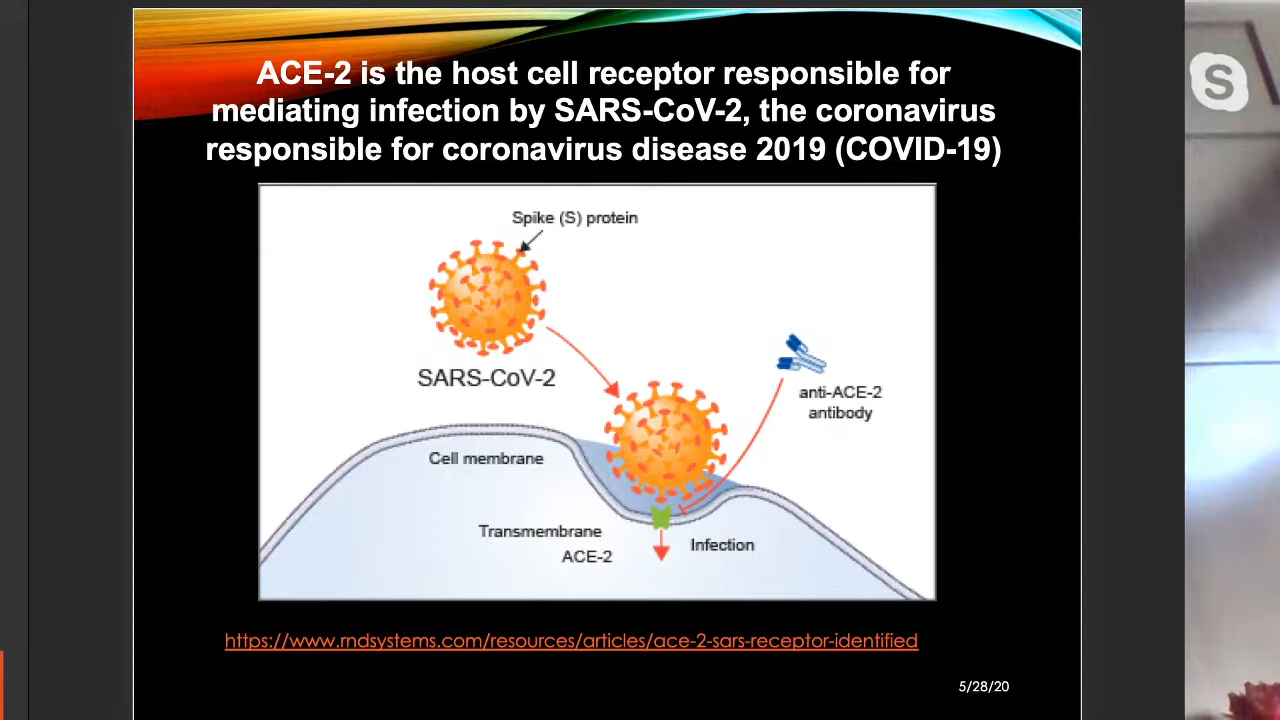 ACE-2 is the host cell receptor responsible for
mediating infection by SARS-CoV-2, the coronavirus
responsible for coronavirus disease 2019 (COVID-19)
Spike (S) protein
SARS-CoV-2
anti-ACE-2
antibody
Cell membrane
Transmembrane
ACE-2
Infection
https://www.rndsystems.com/resources/articles/ace-2-sars-receptor-identified
5/28/20
S